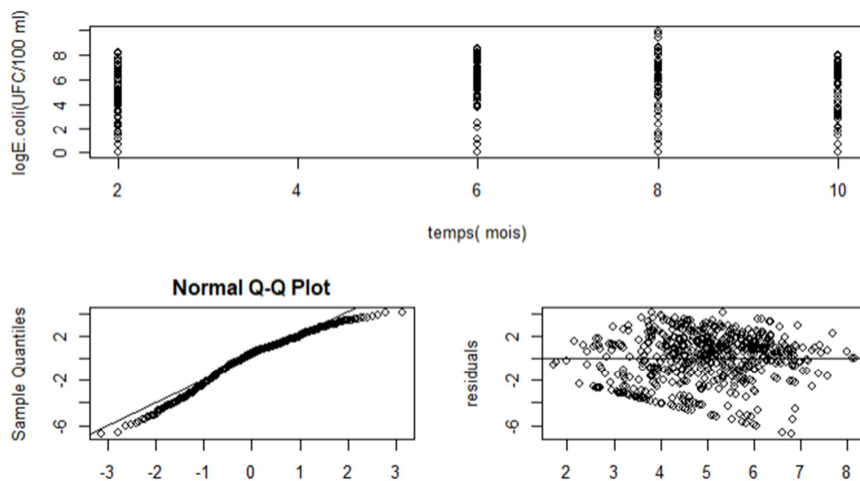 logE.coli(UFC/100 ml)
8
6
4
2
0
2 4 6 8 10
temps( mois)
Normal Q-Q Plot
Sample Quantiles
2
-2
-6
-3 -2 -1 0 1 2 3
residuals
2
-2
-6
2 3 4 5 6 7 8